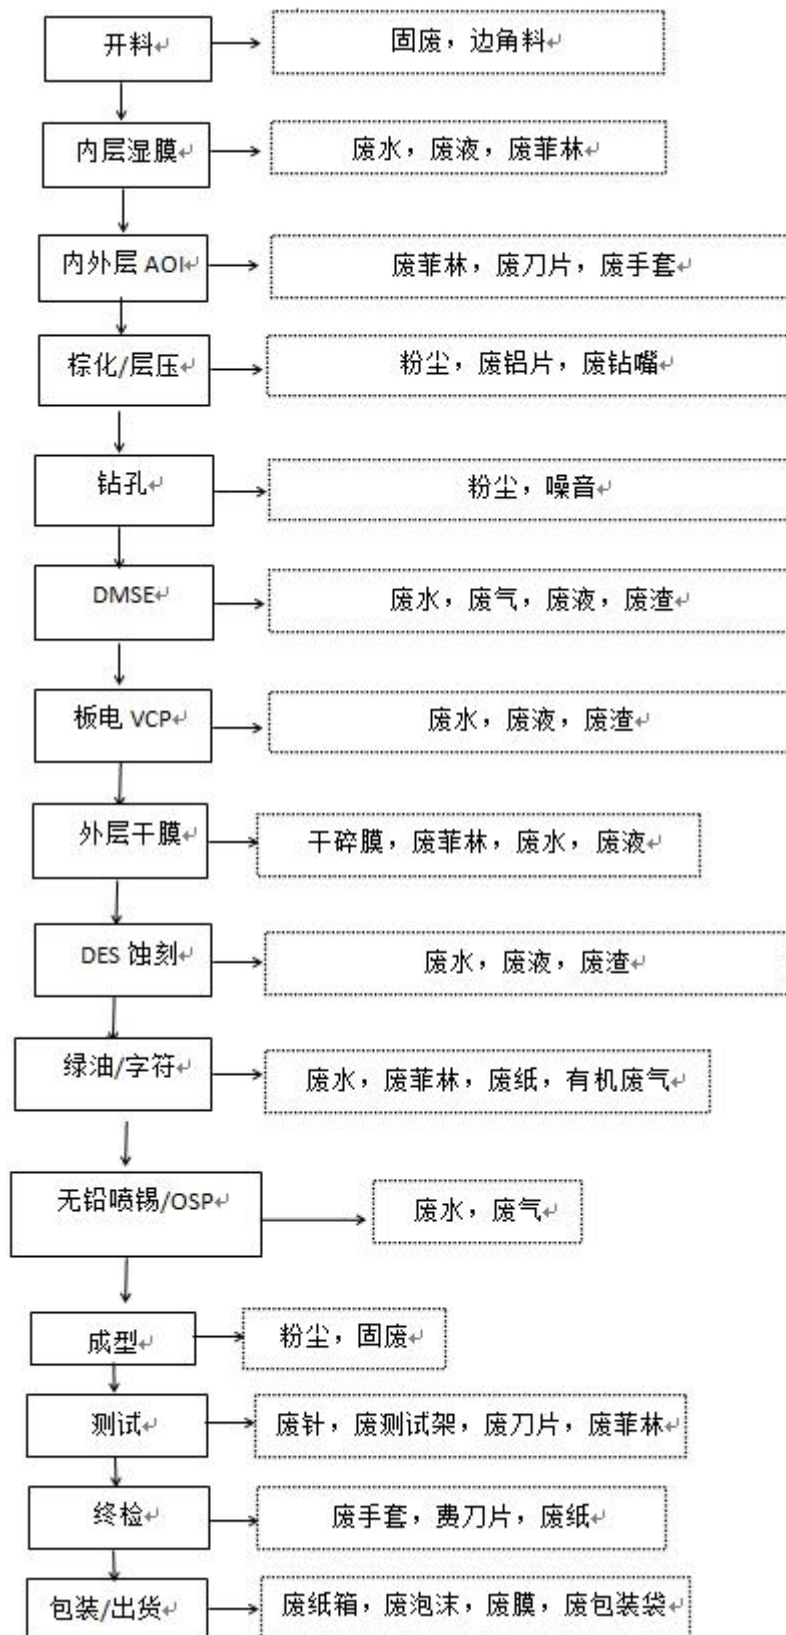 开料
固废，边角料
内层湿膜
废水，废液，废菲林
内外层 AOI
废菲林，废刀片，废手套
棕化/层压
粉尘，废铝片，废钻嘴
钻孔
粉尘，噪音
DMSE
废水，废气，废液，废渣
板电 VCP
废水，废液，废渣
外层干膜
干碎膜，废菲林，废水，废液
DES 蚀刻
废水，废液，废渣
绿油/字符
废水，废菲林，废纸，有机废气
无铅喷锡/OSP
废水，废气
成型
粉尘，固废
测试
废针，废测试架，废刀片，废菲林
终检
废手套，费刀片，废纸
包装/出货
废纸箱，废泡沫，废膜，废包装袋